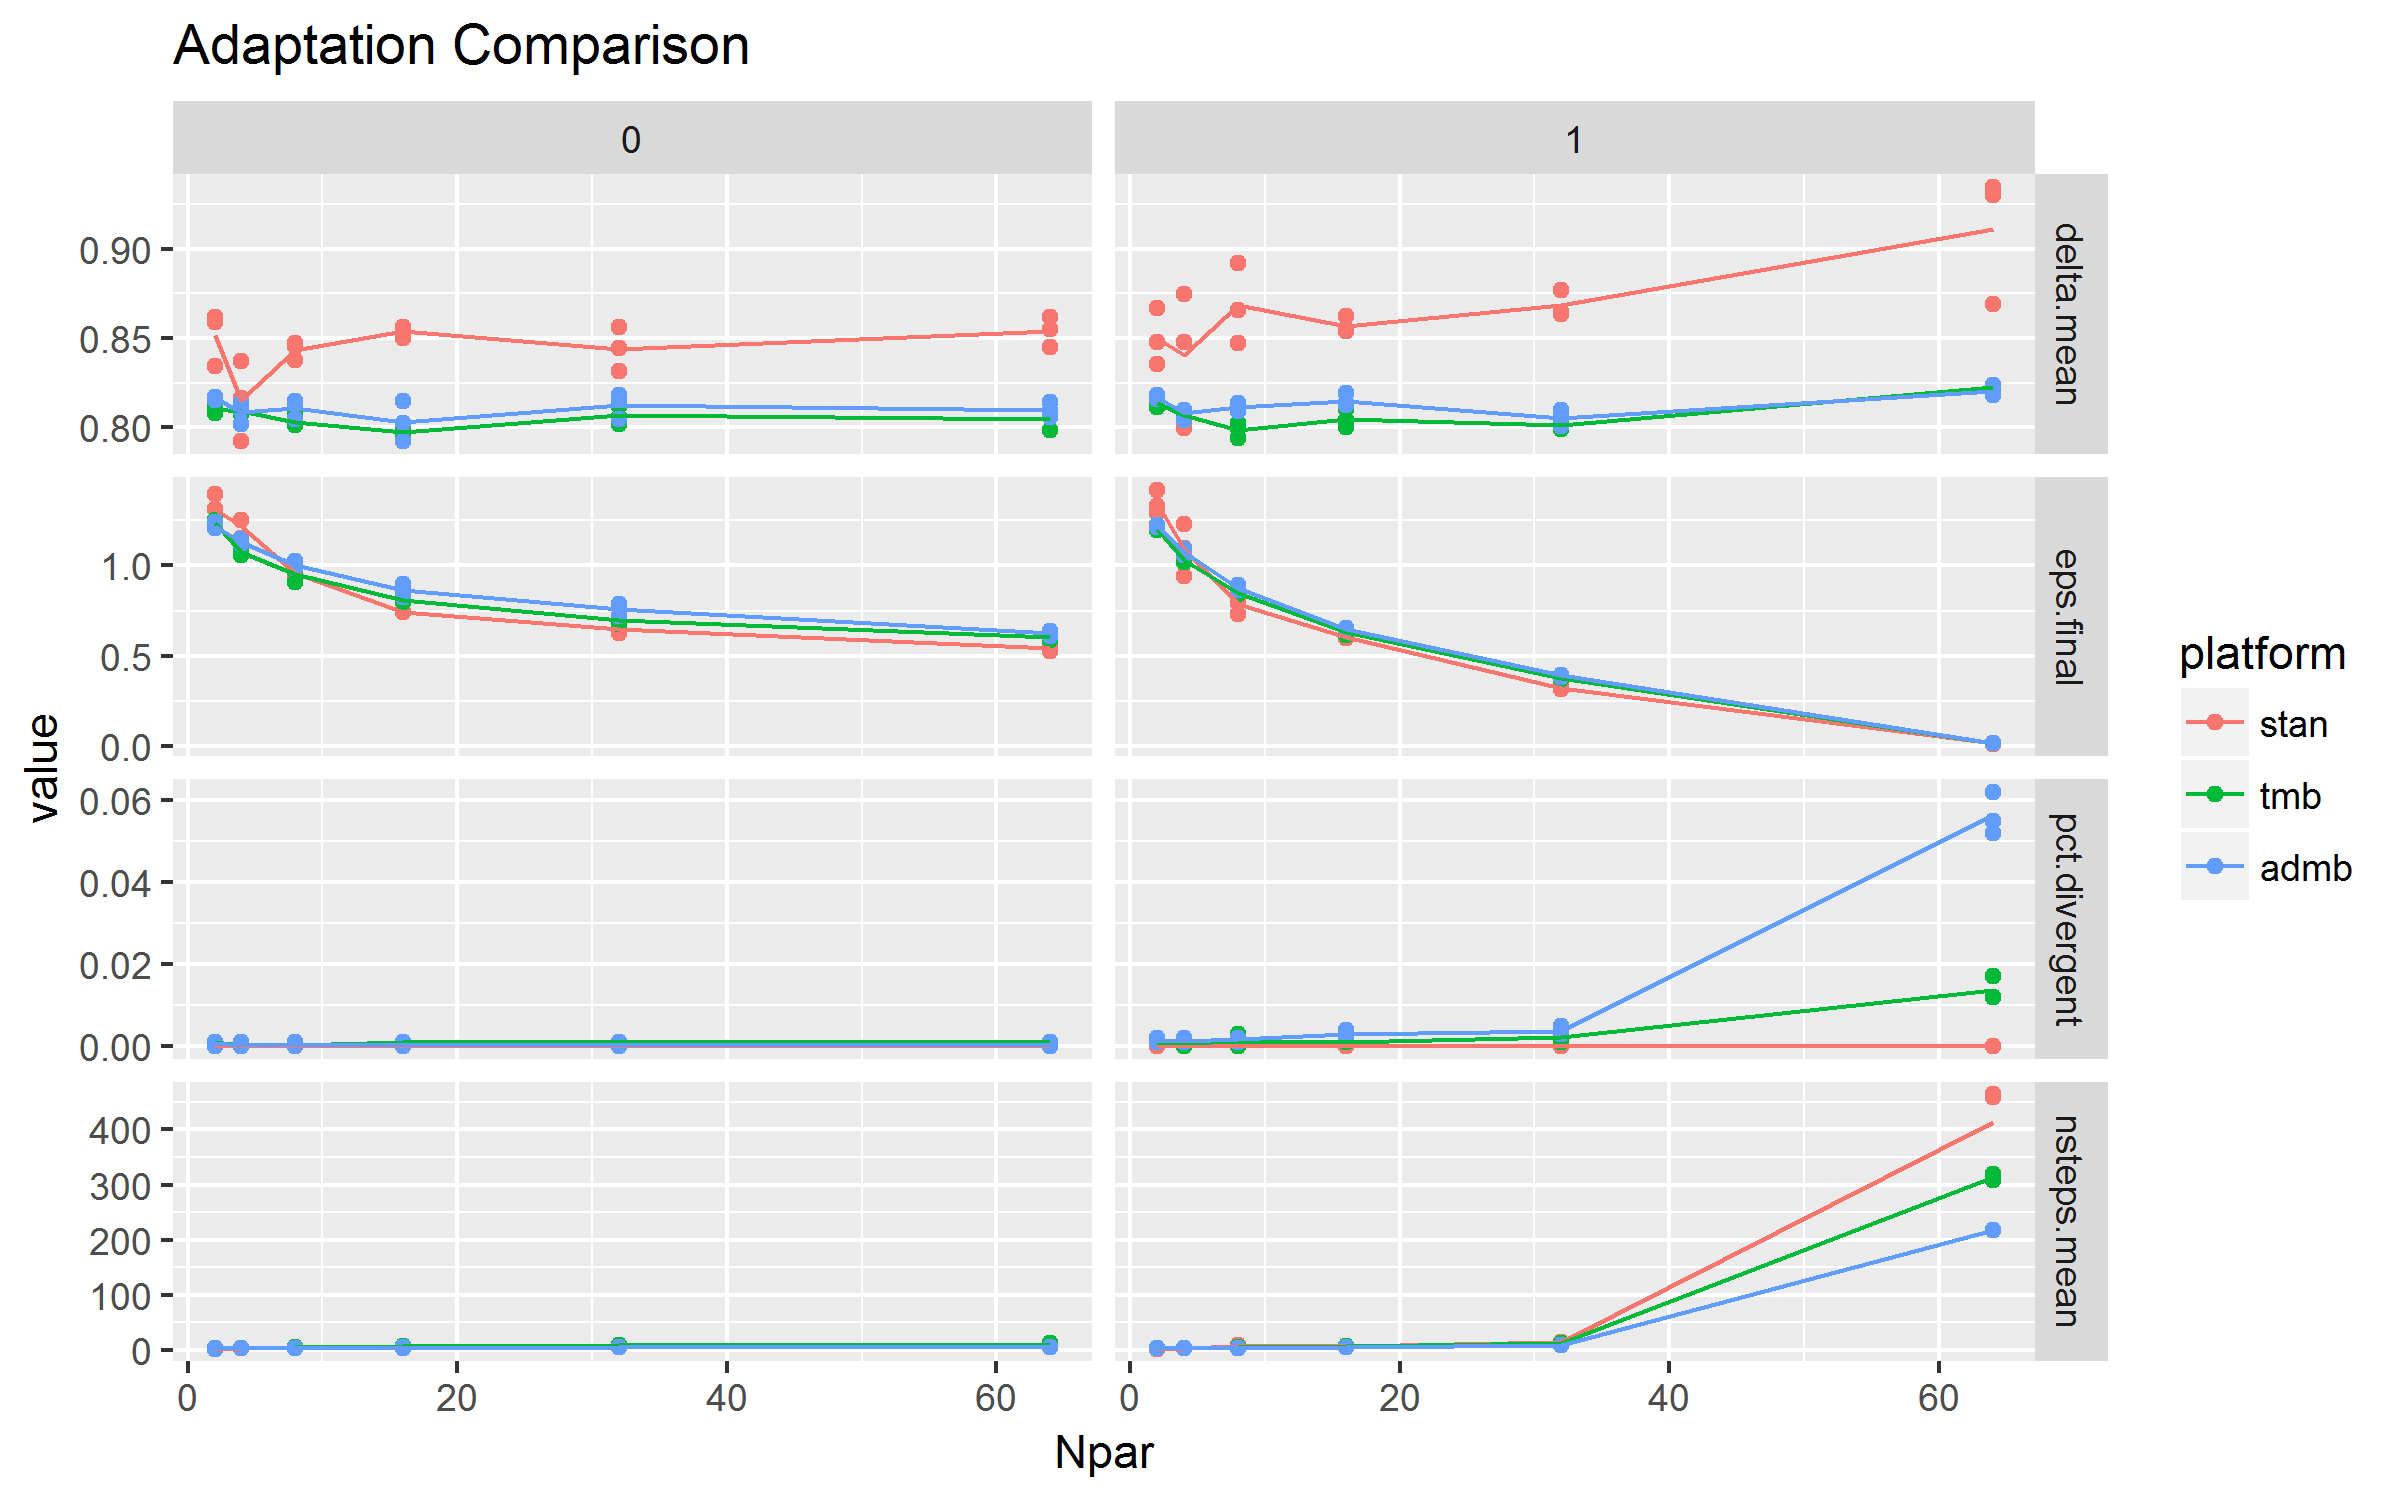 Adaptation Comparison
0
1
0.90
0.85
0.80
delta.mean
1.0
0.5
0.0
eps.final
0.06
0.04
0.02
0.00
pct.divergent
400
300
200
100
0
nsteps.mean
0 20 40 60
0 20 40 60
Npar
value
platform
stan
tmb
admb